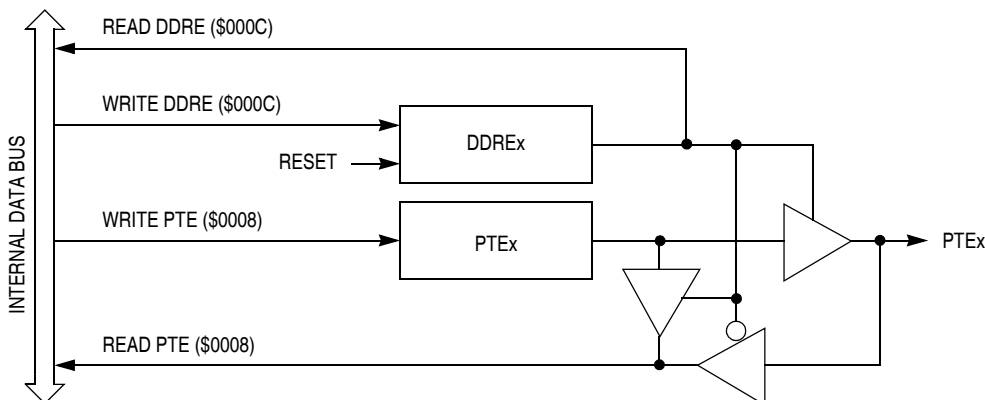 READ DDRE ($000C)
WRITE DDRE ($000C)
DDREx
RESET
INTERNAL DATA BUS
WRITE PTE ($0008)
PTEx
PTEx
READ PTE ($0008)